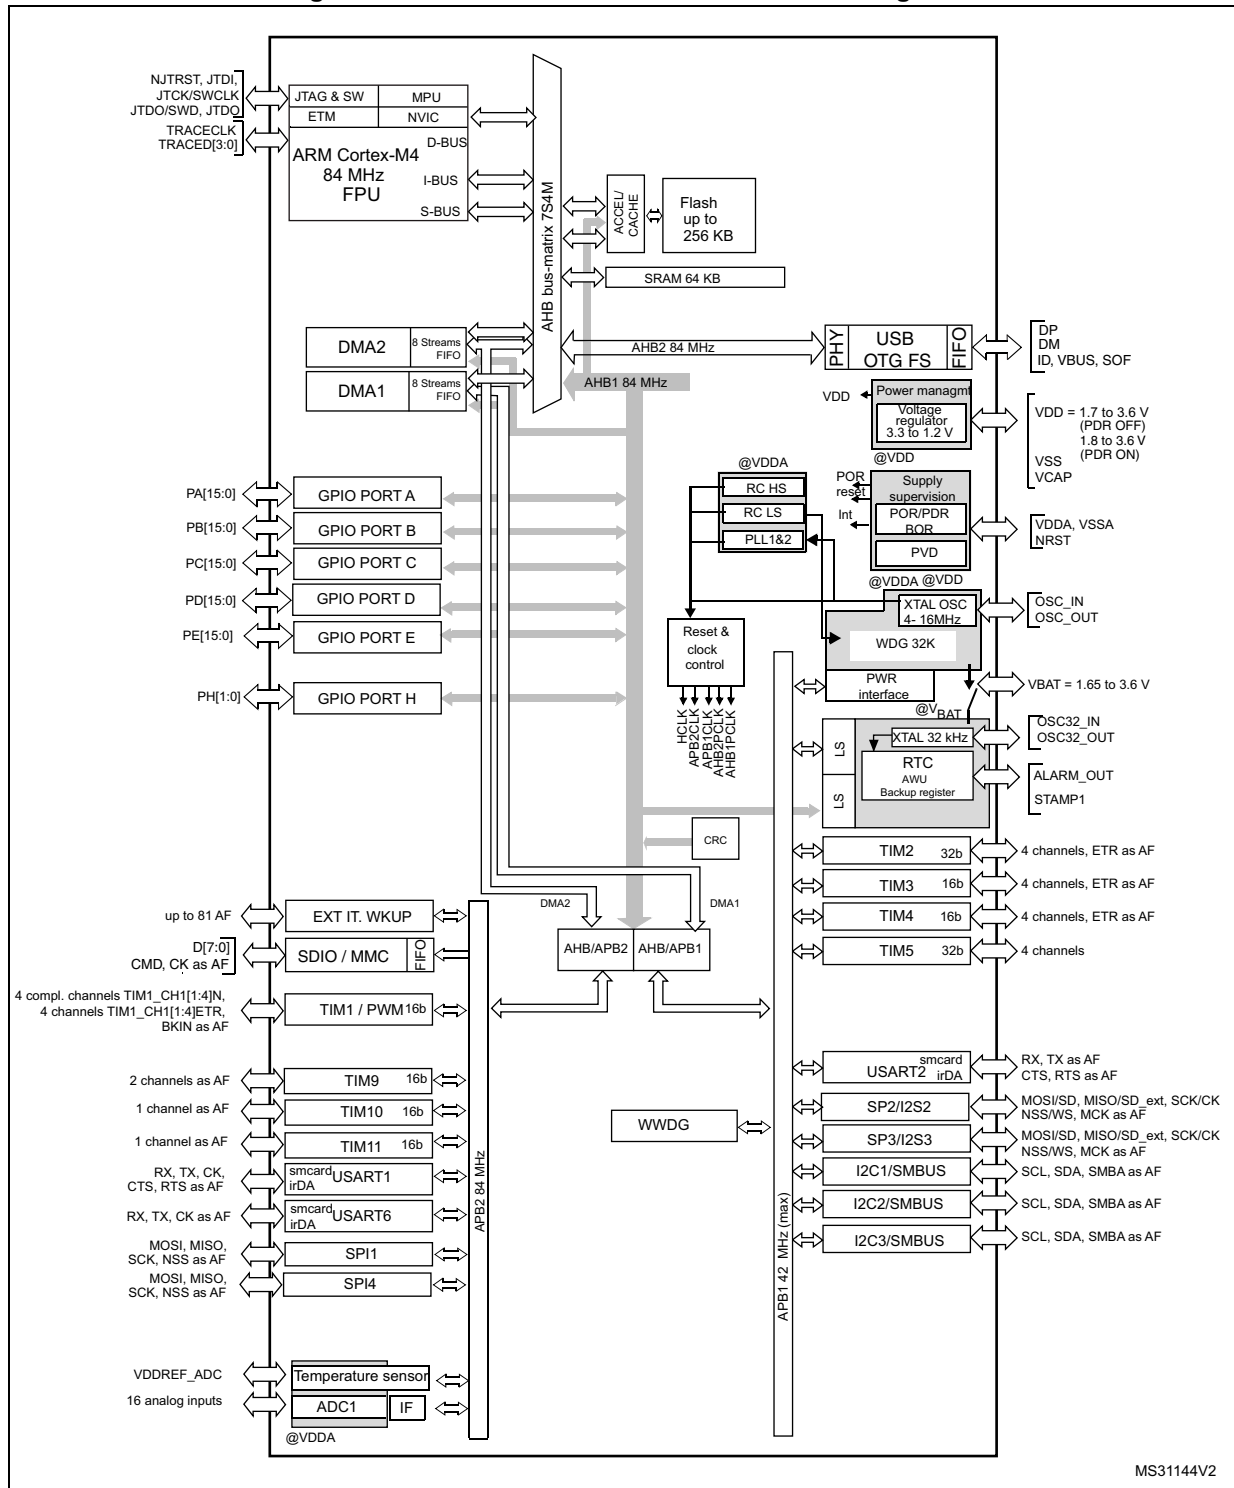 NJTRST, JTDI,
JTCK/SWCLK
JTDO/SWD, JTDO
TRACECLK
TRACED[3:0]
JTAG & SW
MPU
ETM
NVIC
D-BUS
ARM Cortex-M4
84 MHz
FPU
I-BUS
S-BUS
AHB bus-matrix 7S4M
ACCEL/
CACHE
Flash
up to
256 KB
SRAM 64 KB
DMA2
8 Streams
FIFO
DMA1
8 Streams
FIFO
AHB2 84 MHz
AHB1 84 MHz
PHY
USB
OTG FS
FIFO
DP
DM
ID, VBUS, SOF
VDD
Power managmt
Voltage
regulator
3.3 to 1.2 V
@VDD
VDD = 1.7 to 3.6 V
(PDR OFF)
1.8 to 3.6 V
(PDR ON)
VSS
VCAP
@VDDA
RC HS
RC LS
PLL1&2
POR
reset
Int
Supply
supervision
POR/PDR
BOR
PVD
VDDA, VSSA
NRST
@VDDA @VDD
XTAL OSC
4- 16MHz
WDG 32K
OSC_IN
OSC_OUT
PWR
interface
VBAT = 1.65 to 3.6 V
@VBAT
Reset &
clock
control
HCLK
APB2CLK
APB1CLK
AHB2PCLK
AHB1PCLK
LS
LS
XTAL 32 kHz
RTC
AWU
Backup register
OSC32_IN
OSC32_OUT
ALARM_OUT
STAMP1
PA[15:0]
GPIO PORT A
PB[15:0]
GPIO PORT B
PC[15:0]
GPIO PORT C
PD[15:0]
GPIO PORT D
PE[15:0]
GPIO PORT E
PH[1:0]
GPIO PORT H
CRC
DMA2
DMA1
AHB/APB2
AHB/APB1
TIM2 32b
4 channels, ETR as AF
TIM3 16b
4 channels, ETR as AF
TIM4 16b
4 channels, ETR as AF
TIM5 32b
4 channels
up to 81 AF
EXT IT. WKUP
D[7:0]
CMD, CK as AF
SDIO / MMC
FIFO
4 compl. channels TIM1_CH1[1:4]N,
4 channels TIM1_CH1[1:4]ETR,
BKIN as AF
TIM1 / PWM 16b
2 channels as AF
TIM9 16b
1 channel as AF
TIM10 16b
1 channel as AF
TIM11 16b
RX, TX, CK,
CTS, RTS as AF
smcard
irDA
USART1
RX, TX, CK as AF
smcard
irDA
USART6
MOSI, MISO,
SCK, NSS as AF
SPI1
MOSI, MISO,
SCK, NSS as AF
SPI4
VDDREF_ADC
Temperature sensor
16 analog inputs
ADC1
IF
@VDDA
APB2 84 MHz
WWDG
APB1 42 MHz (max)
smcard
USART2 irDA
RX, TX as AF
CTS, RTS as AF
SP2/I2S2
MOSI/SD, MISO/SD_ext, SCK/CK
NSS/WS, MCK as AF
SP3/I2S3
MOSI/SD, MISO/SD_ext, SCK/CK
NSS/WS, MCK as AF
I2C1/SMBUS
SCL, SDA, SMBA as AF
I2C2/SMBUS
SCL, SDA, SMBA as AF
I2C3/SMBUS
SCL, SDA, SMBA as AF
MS31144V2